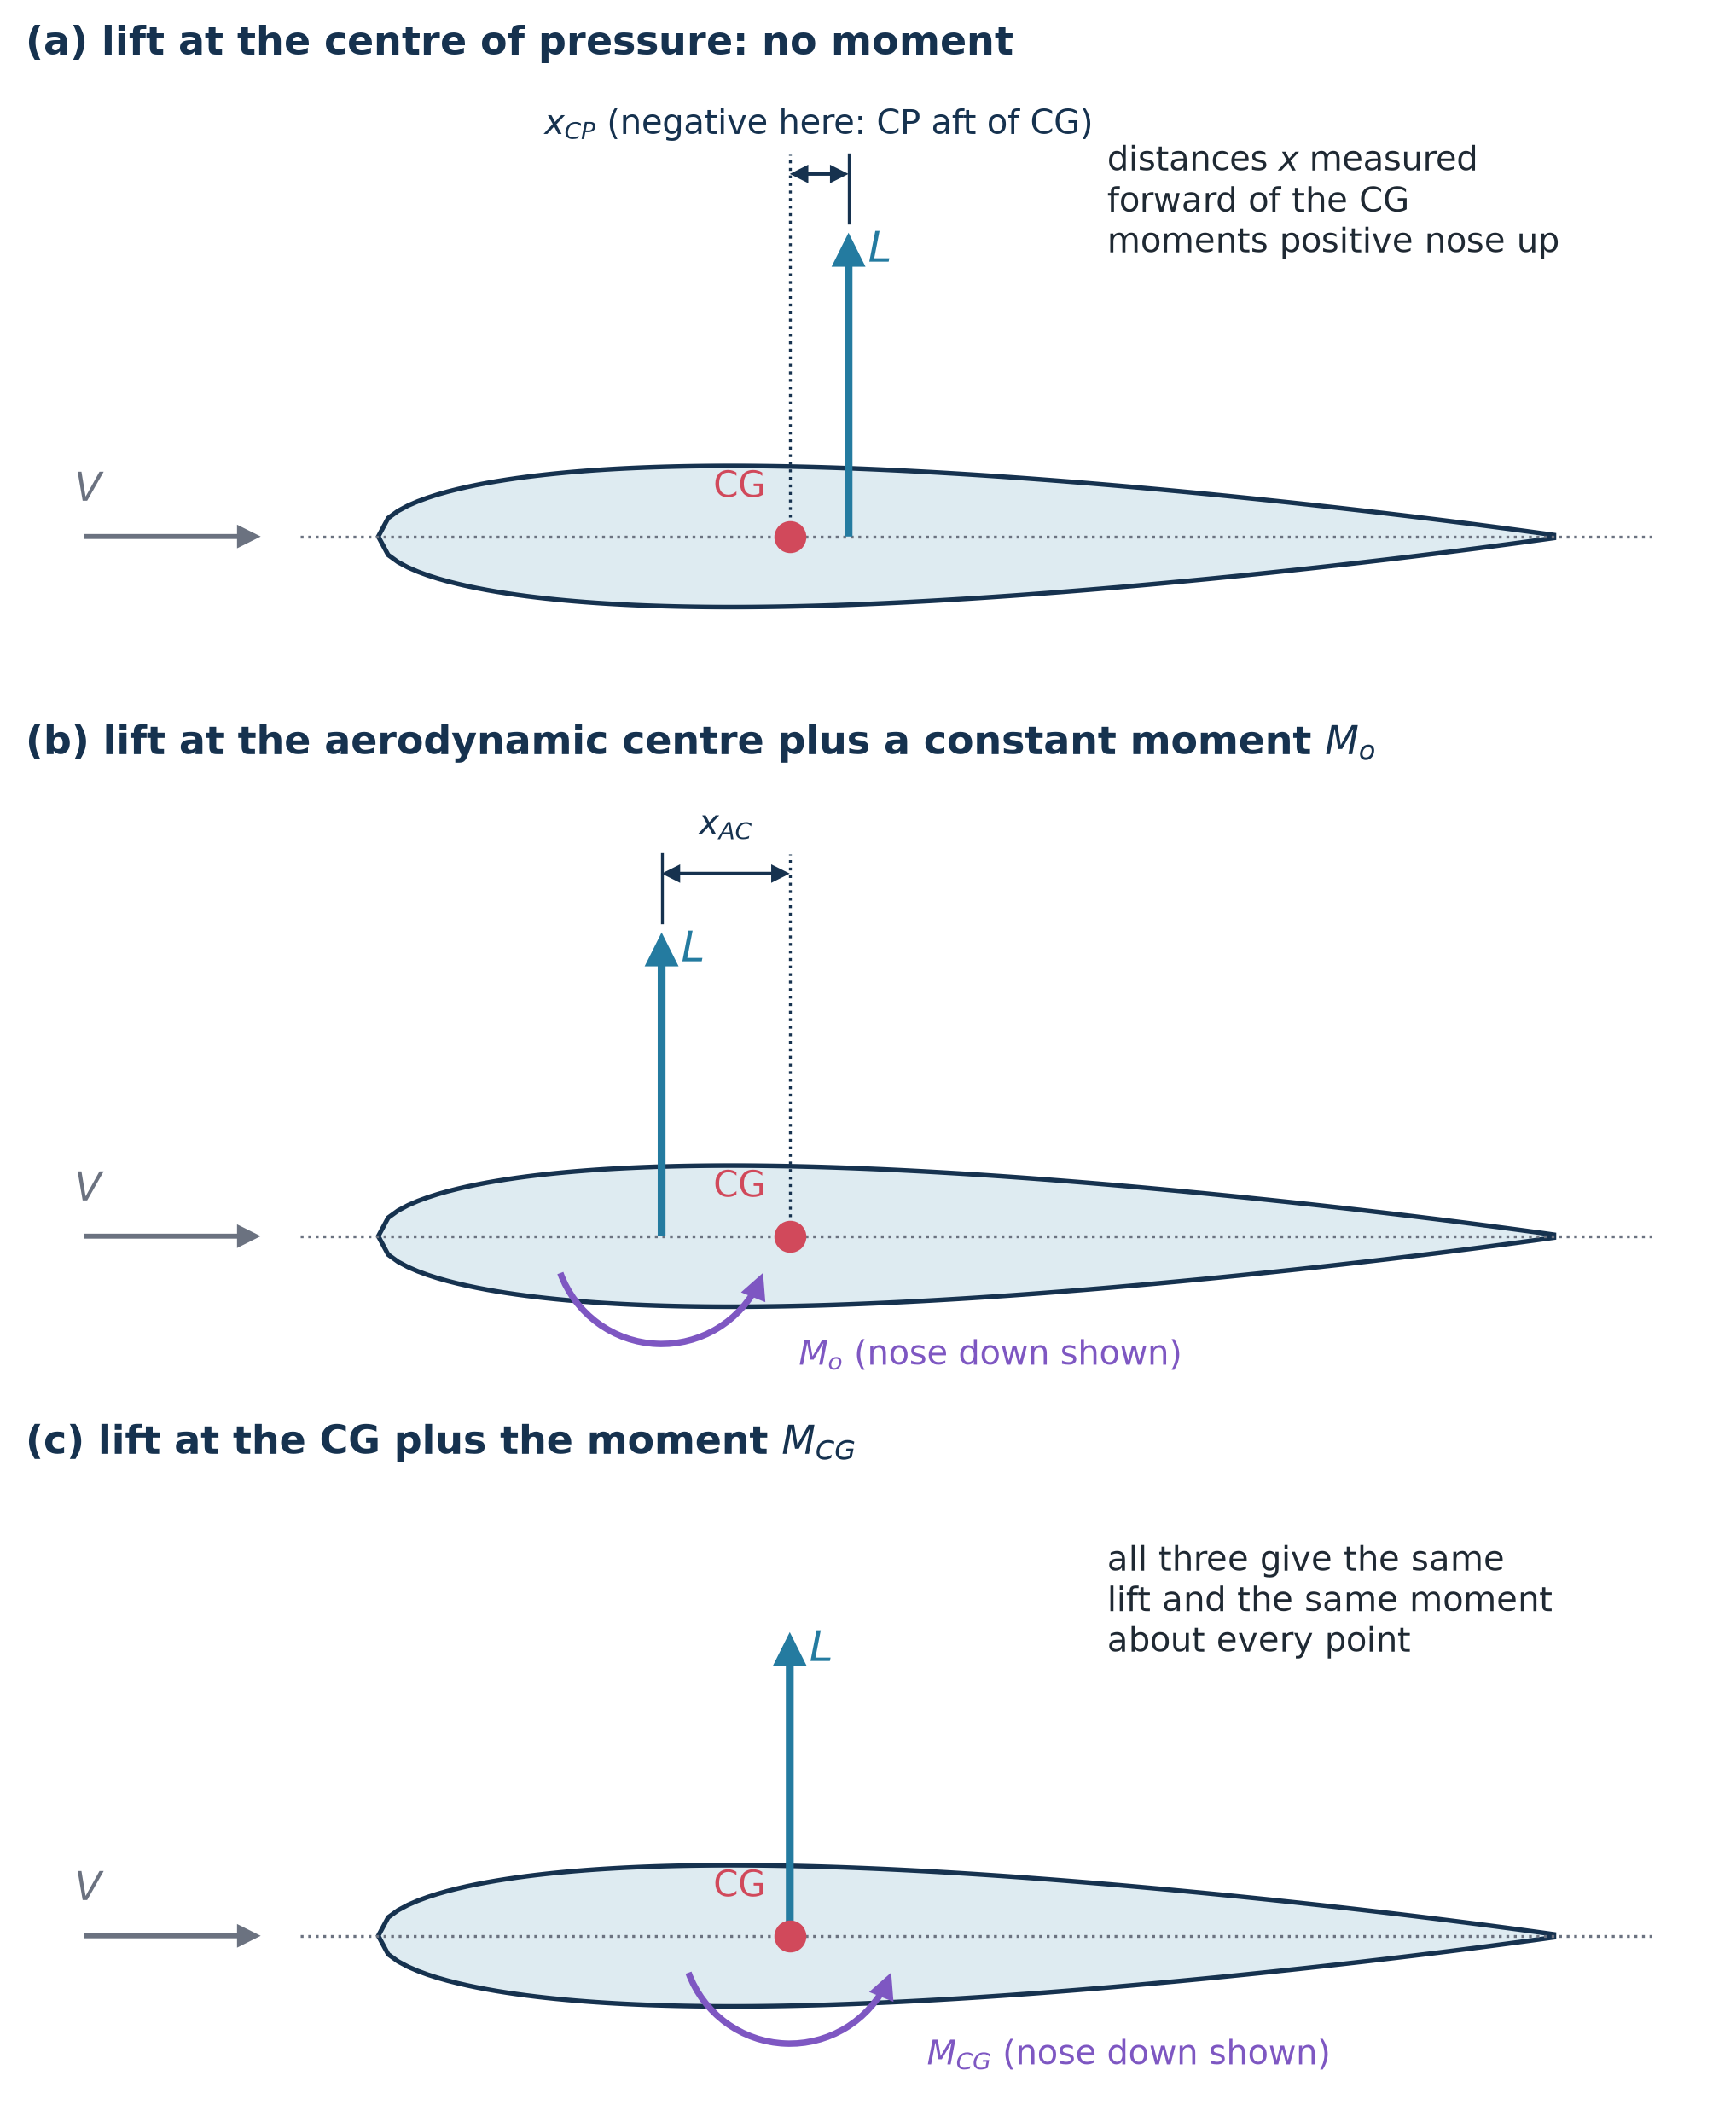 (a) lift at the centre of pressure: no moment
x_CP (negative here: CP aft of CG)
distances x measured
forward of the CG
moments positive nose up
L
CG
V
(b) lift at the aerodynamic centre plus a constant moment M_o
x_AC
L
CG
V
M_o (nose down shown)
(c) lift at the CG plus the moment M_CG
all three give the same
lift and the same moment
about every point
L
CG
V
M_CG (nose down shown)